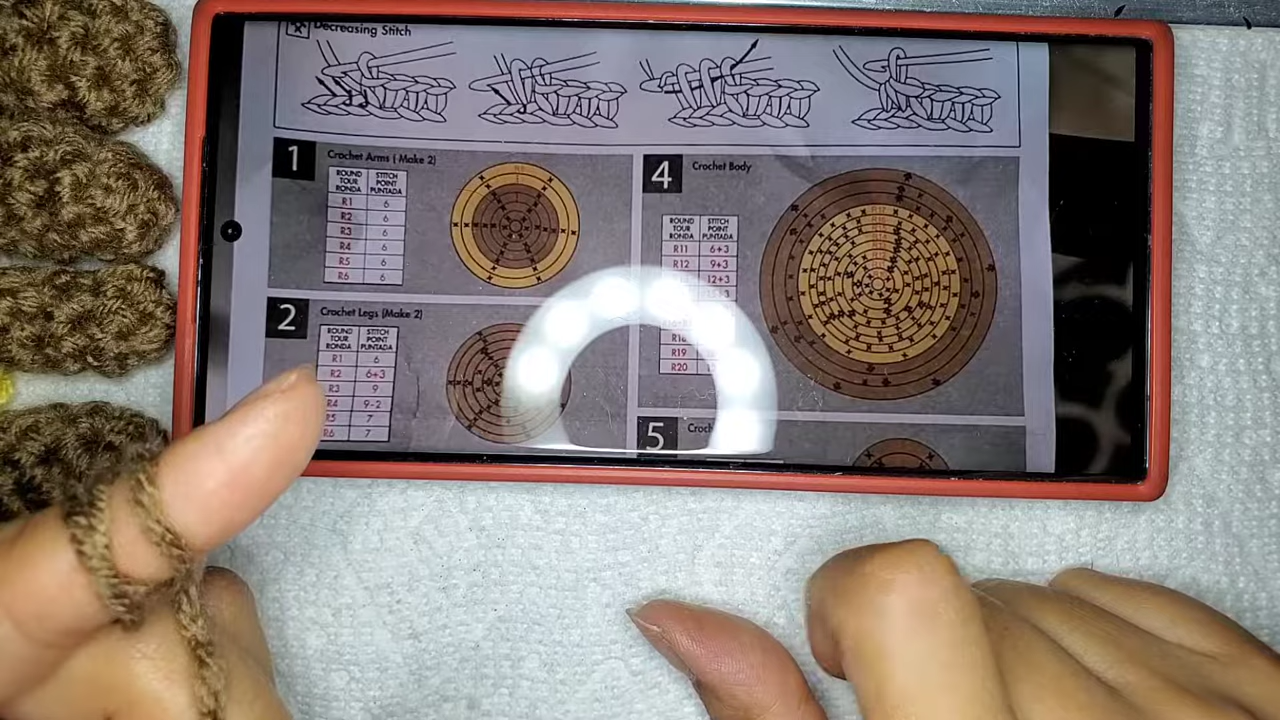 Decreasing Stitch
1
Crochet Arms ( Make 2)
ROUND TOUR RONDA
STITCH POINT PUNTADA
R1 6
R2 6
R3 6
R4 6
R5 6
R6 6
2
Crochet Legs (Make 2)
ROUND TOUR RONDA
STITCH POINT PUNTADA
R1 6
R2 6+3
R3 9
R4 9-2
R5 7
R6 7
4
Crochet Body
ROUND TOUR RONDA
STITCH POINT PUNTADA
R11 6+3
R12 9+3
12+3
R19
R20
5